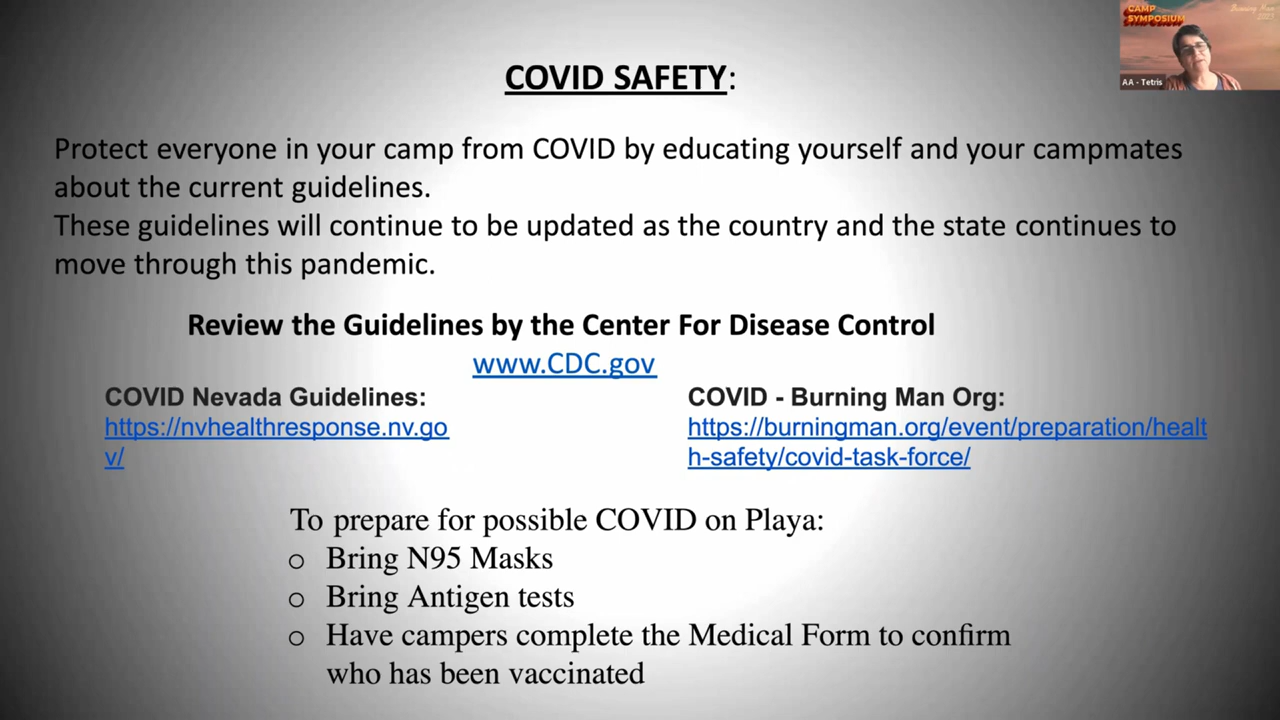 CAMP
SYMPOSIUM
Burning Man
2023
AA - Tetris
COVID SAFETY:
Protect everyone in your camp from COVID by educating yourself and your campmates
about the current guidelines.
These guidelines will continue to be updated as the country and the state continues to
move through this pandemic.
Review the Guidelines by the Center For Disease Control
www.CDC.gov
COVID Nevada Guidelines:
https://nvhealthresponse.nv.go
v/
COVID - Burning Man Org:
https://burningman.org/event/preparation/healt
h-safety/covid-task-force/
To prepare for possible COVID on Playa:
o Bring N95 Masks
o Bring Antigen tests
o Have campers complete the Medical Form to confirm
who has been vaccinated